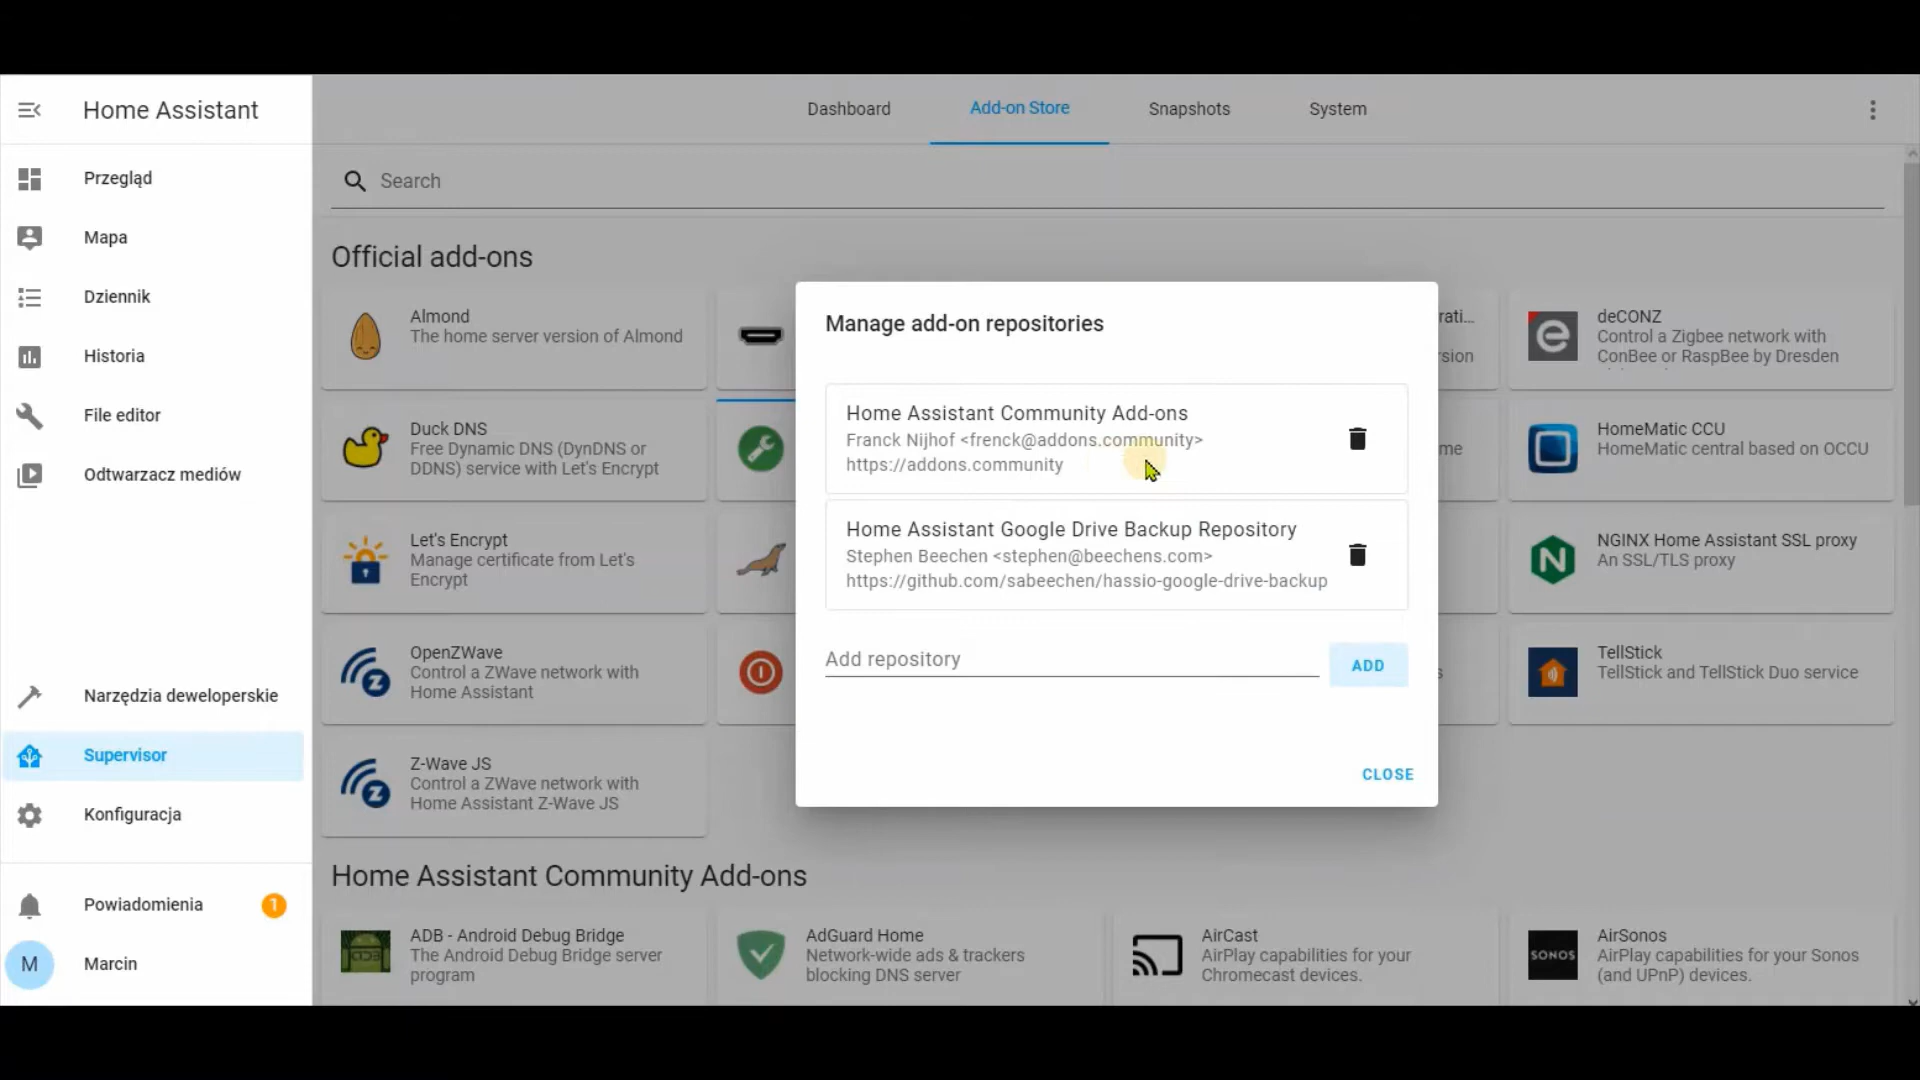 Home Assistant
Przegląd
Mapa
Dziennik
Historia
File editor
Odtwarzacz mediów
Narzędzia deweloperskie
Supervisor
Konfiguracja
Powiadomienia
1
M
Marcin
Dashboard
Add-on Store
Snapshots
System
Search
Official add-ons
Almond
The home server version of Almond
rati...
rsion
deCONZ
Control a Zigbee network with
ConBee or RaspBee by Dresden
Duck DNS
Free Dynamic DNS (DynDNS or
DDNS) service with Let's Encrypt
me
HomeMatic CCU
HomeMatic central based on OCCU
Let's Encrypt
Manage certificate from Let's
Encrypt
N
NGINX Home Assistant SSL proxy
An SSL/TLS proxy
OpenZWave
Control a ZWave network with
Home Assistant
s
TellStick
TellStick and TellStick Duo service
Z-Wave JS
Control a ZWave network with
Home Assistant Z-Wave JS
Manage add-on repositories
Home Assistant Community Add-ons
Franck Nijhof <frenck@addons.community>
https://addons.community
Home Assistant Google Drive Backup Repository
Stephen Beechen <stephen@beechens.com>
https://github.com/sabeechen/hassio-google-drive-backup
Add repository
ADD
CLOSE
Home Assistant Community Add-ons
ADB - Android Debug Bridge
The Android Debug Bridge server
program
AdGuard Home
Network-wide ads & trackers
blocking DNS server
AirCast
AirPlay capabilities for your
Chromecast devices.
SONOS
AirSonos
AirPlay capabilities for your Sonos
(and UPnP) devices.